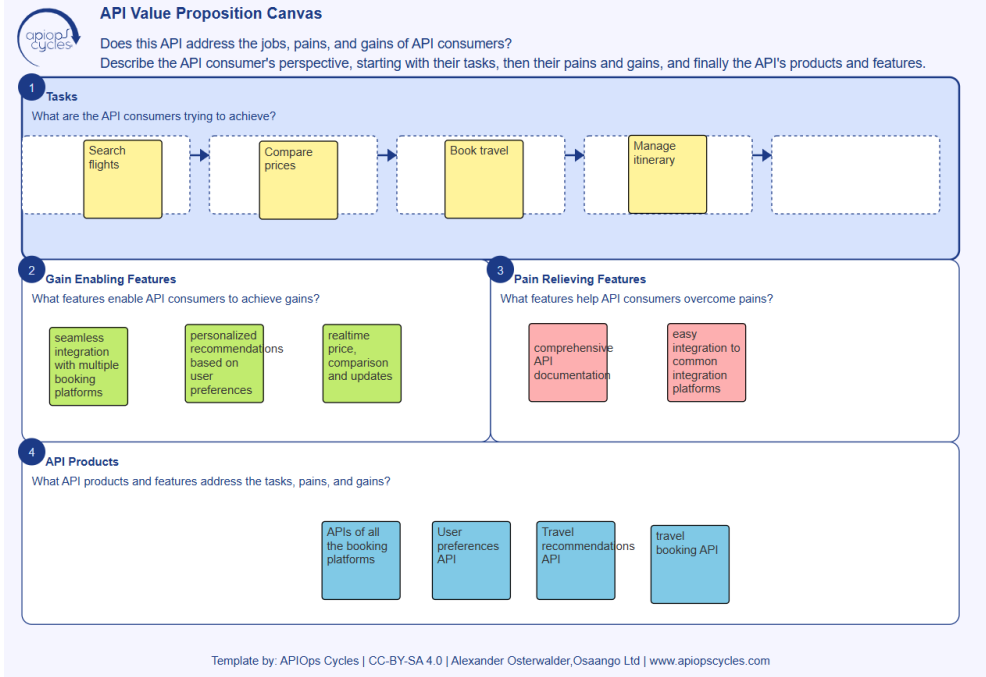 apiops
cycles
API Value Proposition Canvas
Does this API address the jobs, pains, and gains of API consumers?
Describe the API consumer's perspective, starting with their tasks, then their pains and gains, and finally the API's products and features.
1
Tasks
What are the API consumers trying to achieve?
Search
flights
Compare
prices
Book travel
Manage
itinerary
2
Gain Enabling Features
What features enable API consumers to achieve gains?
seamless
integration
with multiple
booking
platforms
personalized
recommendations
based on
user
preferences
realtime
price,
comparison
and updates
3
Pain Relieving Features
What features help API consumers overcome pains?
comprehensive
API
documentation
easy
integration to
common
integration
platforms
4
API Products
What API products and features address the tasks, pains, and gains?
APIs of all
the booking
platforms
User
preferences
API
Travel
recommendations
API
travel
booking API
Template by: APIOps Cycles | CC-BY-SA 4.0 | Alexander Osterwalder,Osaango Ltd | www.apiopscycles.com